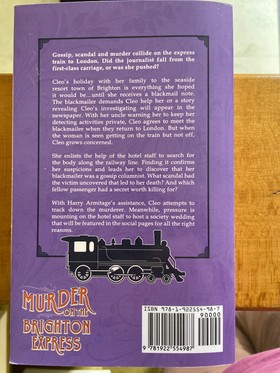 Gossip, scandal and murder collide on the express
train to London. Did the journalist fall from the
first-class carriage, or was she pushed?
Cleo's holiday with her family to the seaside
resort town of Brighton is everything she hoped
it would be...until she receives a blackmail note.
The blackmailer demands Cleo help her or a story
revealing Cleo's investigating will appear in the
newspaper. With her uncle warning her to keep her
detecting activities private, Cleo agrees to meet the
blackmailer when they return to London. But when
the woman is seen getting on the train but not off,
Cleo grows concerned.
She enlists the help of the hotel staff to search for
the body along the railway line. Finding it confirms
her suspicions and leads her to discover that her
blackmailer was a gossip columnist. What scandal had
the victim uncovered that led to her death? And which
fellow passenger had a secret worth killing for?
With Harry Armitage's assistance, Cleo attempts to
track down the murderer. Meanwhile, pressure is
mounting on the hotel staff to host a society wedding
that will be featured in the social pages for all the
right reasons.
MURDER
ON THE
BRIGHTON
EXPRESS
ISBN 978-1-922554-98-7
90000
9 781922 554987